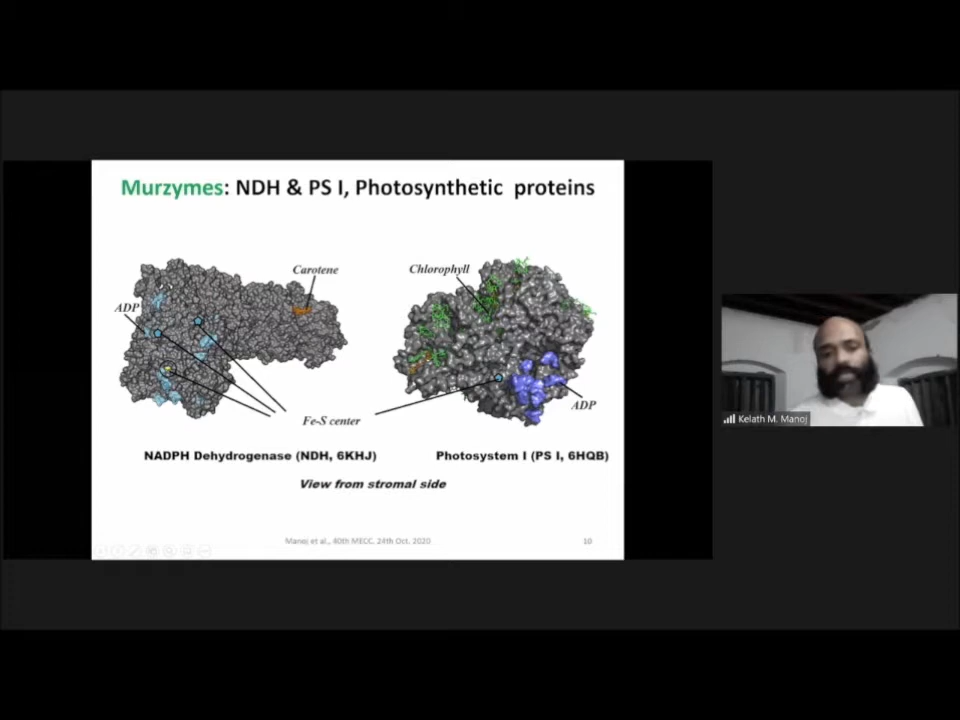 Murzymes: NDH & PS I, Photosynthetic proteins
Carotene
Chlorophyll
ADP
ADP
Fe-S center
Kelath M. Manoj
NADPH Dehydrogenase (NDH, 6KHJ)
Photosystem I (PS I, 6HQB)
View from stromal side
Manoj et al., 40th MECC, 24th Oct, 2020
10